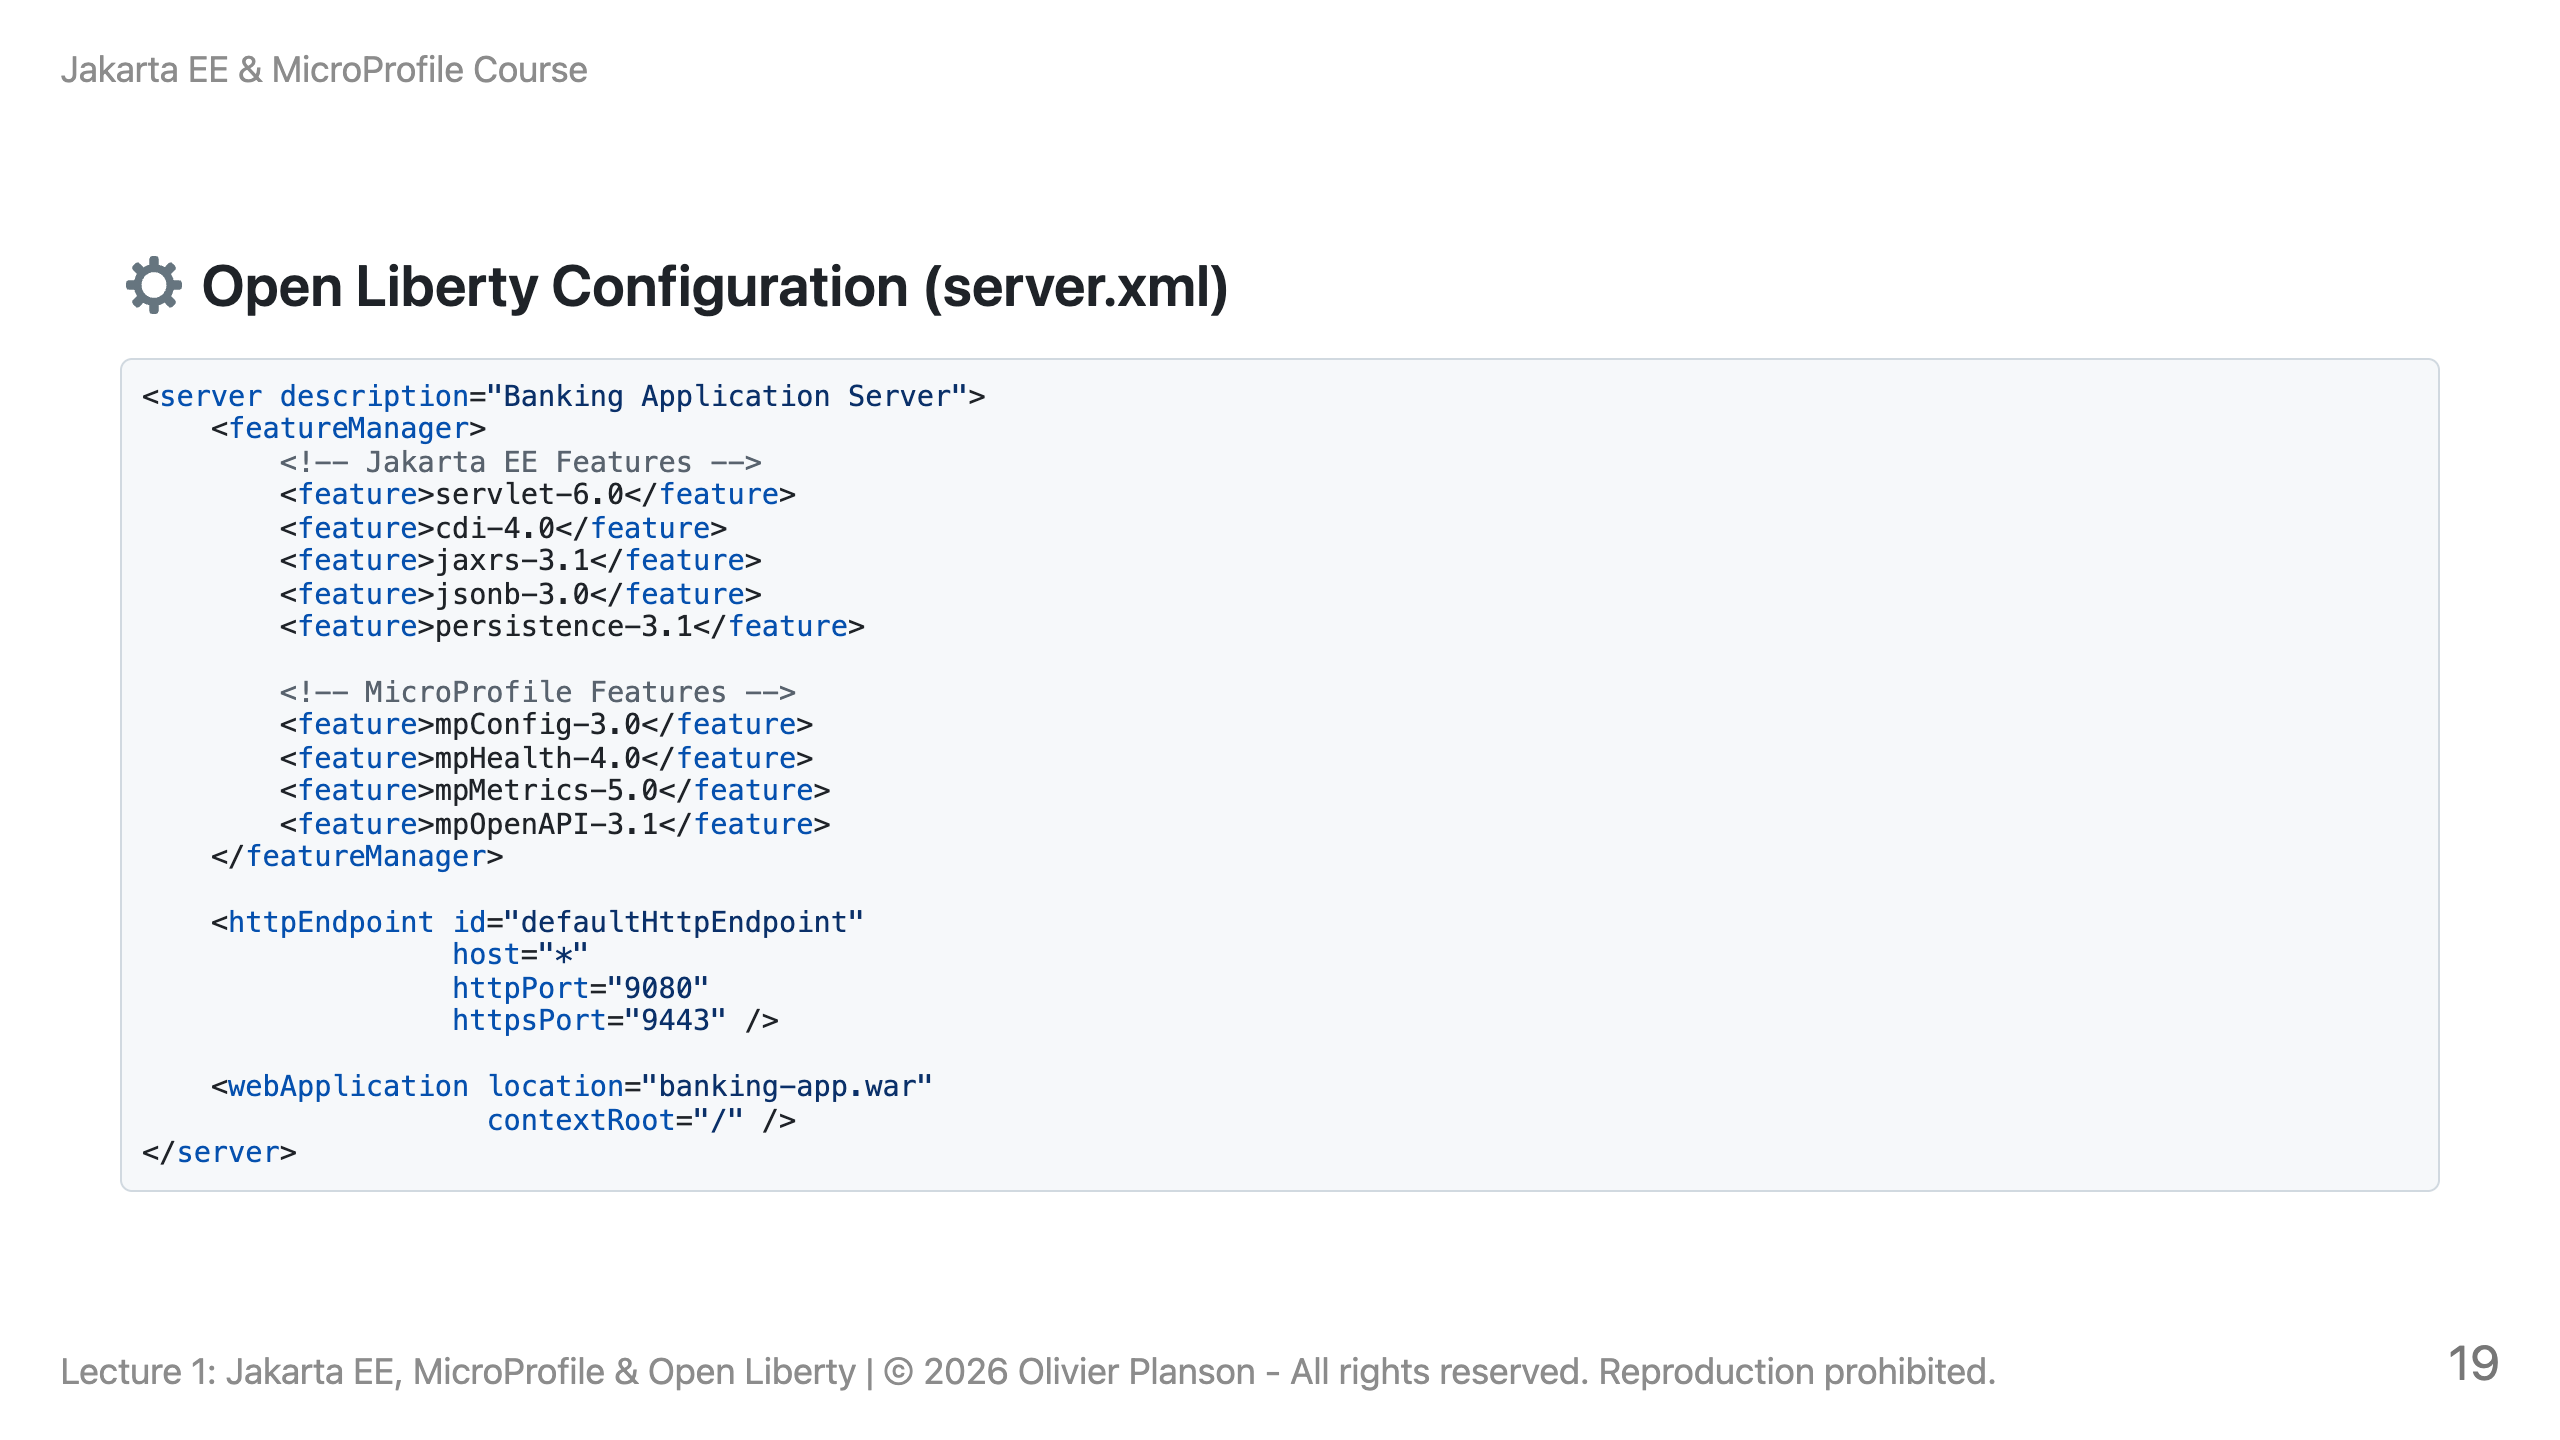 Jakarta EE & MicroProfile Course
Open Liberty Configuration (server.xml)
<server description="Banking Application Server">
    <featureManager>
        <!-- Jakarta EE Features -->
        <feature>servlet-6.0</feature>
        <feature>cdi-4.0</feature>
        <feature>jaxrs-3.1</feature>
        <feature>jsonb-3.0</feature>
        <feature>persistence-3.1</feature>

        <!-- MicroProfile Features -->
        <feature>mpConfig-3.0</feature>
        <feature>mpHealth-4.0</feature>
        <feature>mpMetrics-5.0</feature>
        <feature>mpOpenAPI-3.1</feature>
    </featureManager>

    <httpEndpoint id="defaultHttpEndpoint"
                  host="*"
                  httpPort="9080"
                  httpsPort="9443" />

    <webApplication location="banking-app.war"
                    contextRoot="/" />
</server>
Lecture 1: Jakarta EE, MicroProfile & Open Liberty | © 2026 Olivier Planson - All rights reserved. Reproduction prohibited.
19